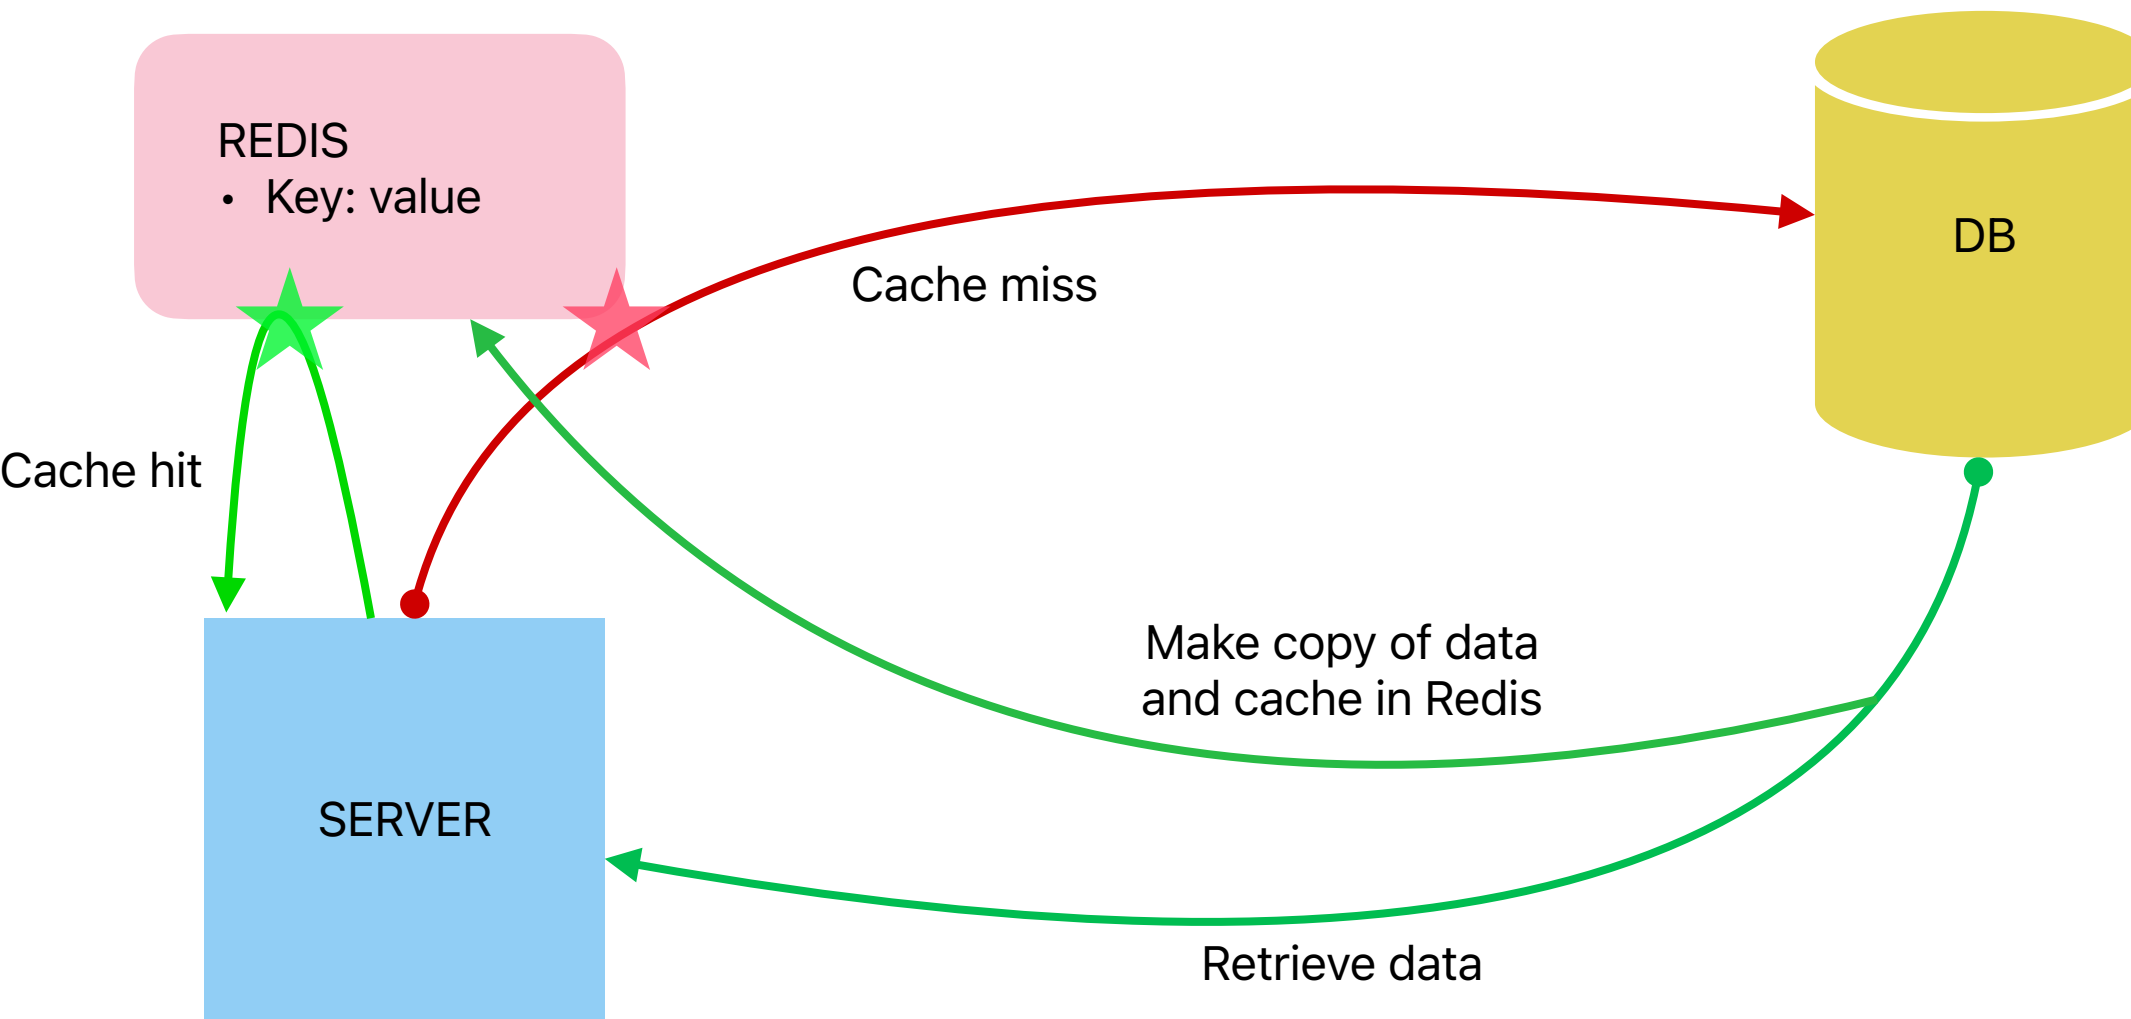 REDIS
• Key: value
Cache miss
DB
Cache hit
Make copy of data
and cache in Redis
SERVER
Retrieve data